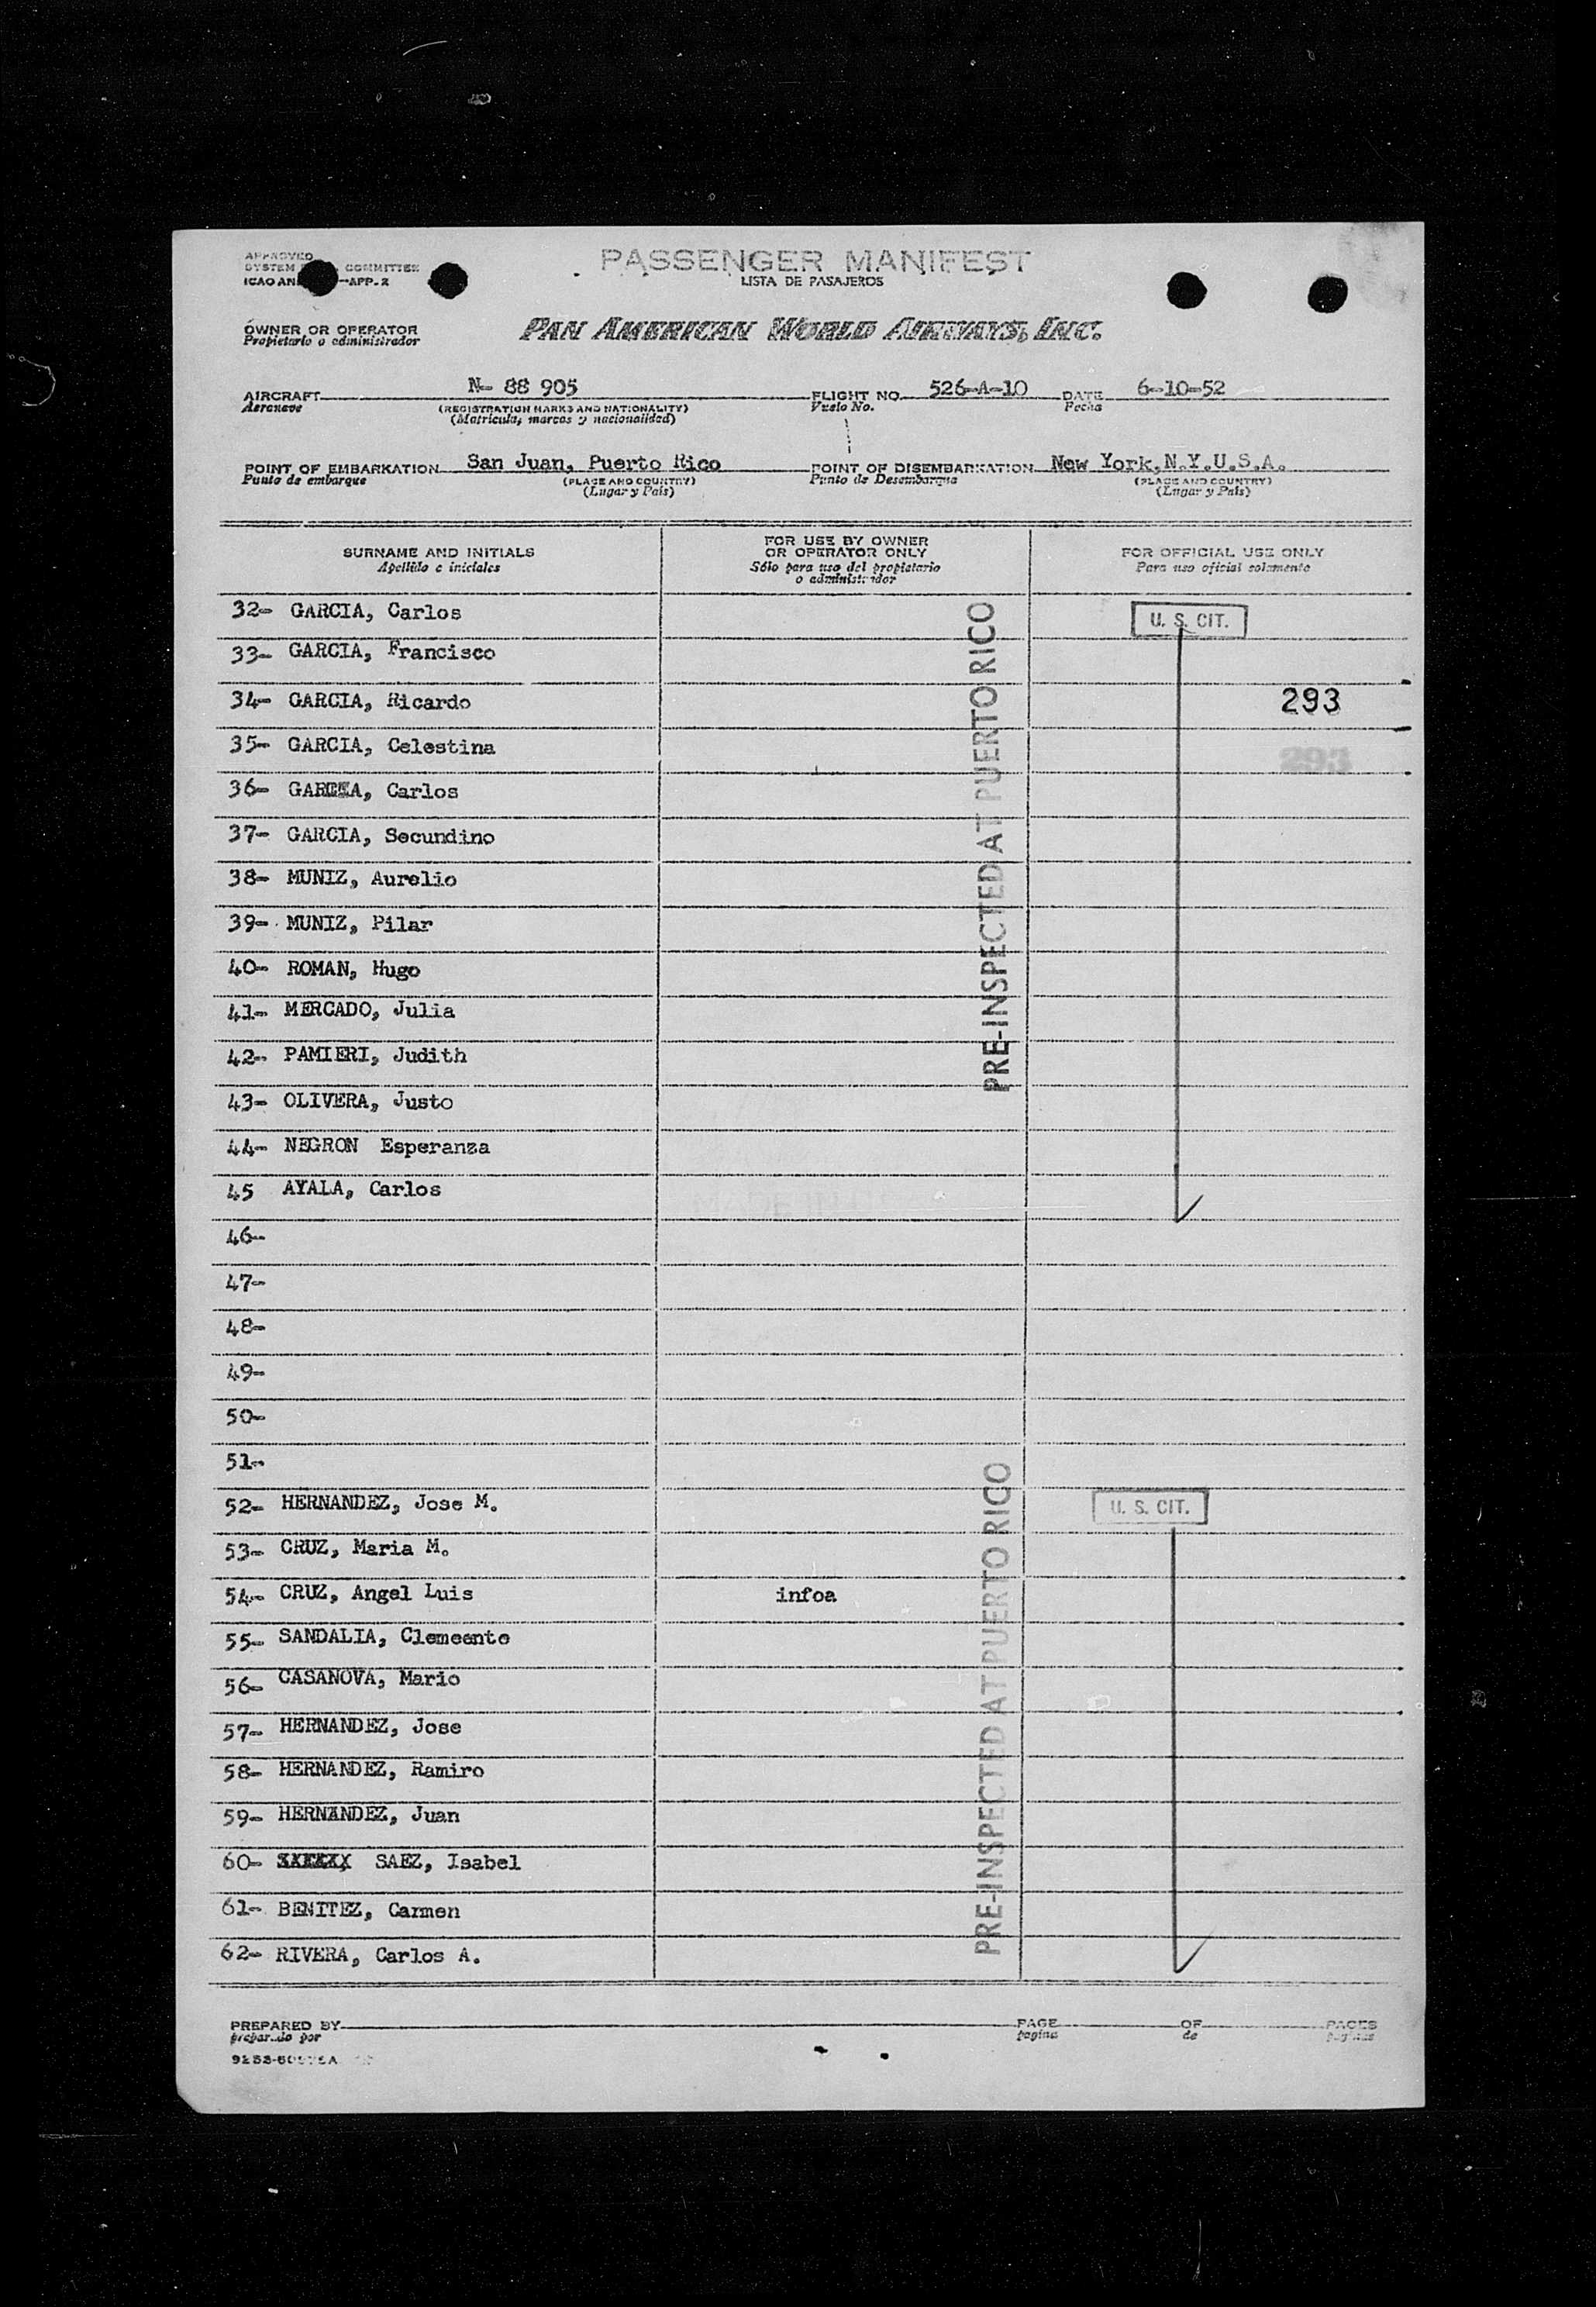 APPROVED
SYSTEM COMMITTEE
ICAO AN -APP. 2
PASSENGER MANIFEST
LISTA DE PASAJEROS
OWNER OR OPERATOR
Propietario o administrador
PAN AMERICAN WORLD AIRWAYS, INC.
AIRCRAFT N- 88 905 FLIGHT NO. 526-A-10 DATE 6-10-52
Aeronave (REGISTRATION MARKS AND NATIONALITY) Vuelo No. Fecha
(Matricula, marcas y nacionalidad)
POINT OF EMBARKATION San Juan, Puerto Rico POINT OF DISEMBARKATION New York,N.Y.U.S.A.
Punto de embarque (PLACE AND COUNTRY) Punto de Desembarque (PLACE AND COUNTRY)
(Lugar y País) (Lugar y País)
SURNAME AND INITIALS FOR USE BY OWNER OR OPERATOR ONLY FOR OFFICIAL USE ONLY
Apellido e iniciales Sólo para uso del propietario o administrador Para uso oficial solamente
32- GARCIA, Carlos U. S. CIT.
33- GARCIA, Francisco
34- GARCIA, Ricardo 293
35- GARCIA, Celestina 293
36- GARCIA, Carlos
37- GARCIA, Secundino
38- MUNIZ, Aurelio
39- MUNIZ, Pilar
40- ROMAN, Hugo
41- MERCADO, Julia
42- PAMIERI, Judith
43- OLIVERA, Justo
44- NEGRON Esperanza
45 AYALA, Carlos
PRE-INSPECTED AT PUERTO RICO
46-
47-
48-
49-
50-
51-
52- HERNANDEZ, Jose M. U. S. CIT.
53- CRUZ, Maria M.
54- CRUZ, Angel Luis infoa
55- SANDALIA, Clemeente
56- CASANOVA, Mario
57- HERNANDEZ, Jose
58- HERNANDEZ, Ramiro
59- HERNANDEZ, Juan
60- SAEZ, Isabel
61- BENITEZ, Carmen
62- RIVERA, Carlos A.
PRE-INSPECTED AT PUERTO RICO
PREPARED BY PAGE OF PAGES
preparado por pagina de paginas